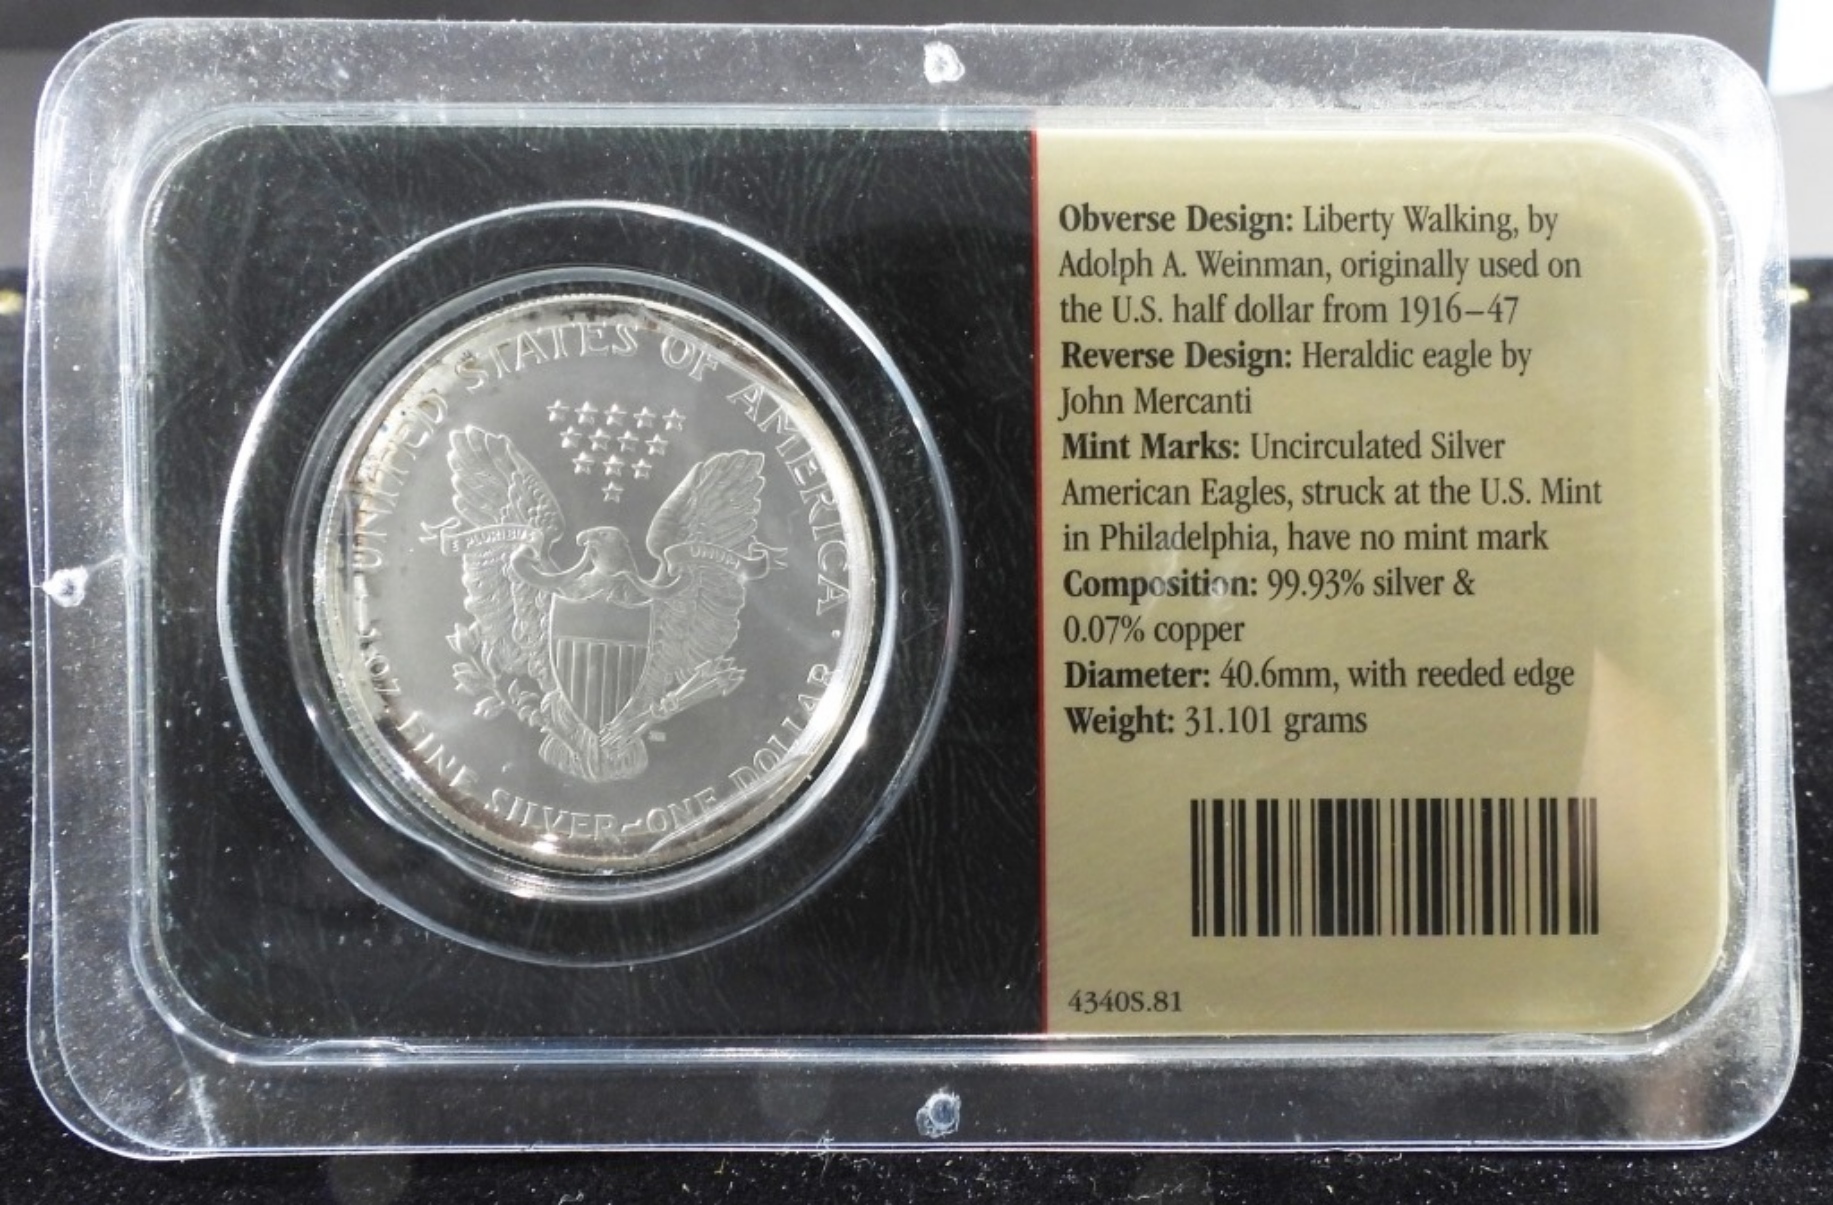 UNITED STATES OF AMERICA
E PLURIBUS
UNUM
OZ. FINE SILVER~ONE DOLLAR
Obverse Design: Liberty Walking, by
Adolph A. Weinman, originally used on
the U.S. half dollar from 1916–47
Reverse Design: Heraldic eagle by
John Mercanti
Mint Marks: Uncirculated Silver
American Eagles, struck at the U.S. Mint
in Philadelphia, have no mint mark
Composition: 99.93% silver &
0.07% copper
Diameter: 40.6mm, with reeded edge
Weight: 31.101 grams
4340S.81